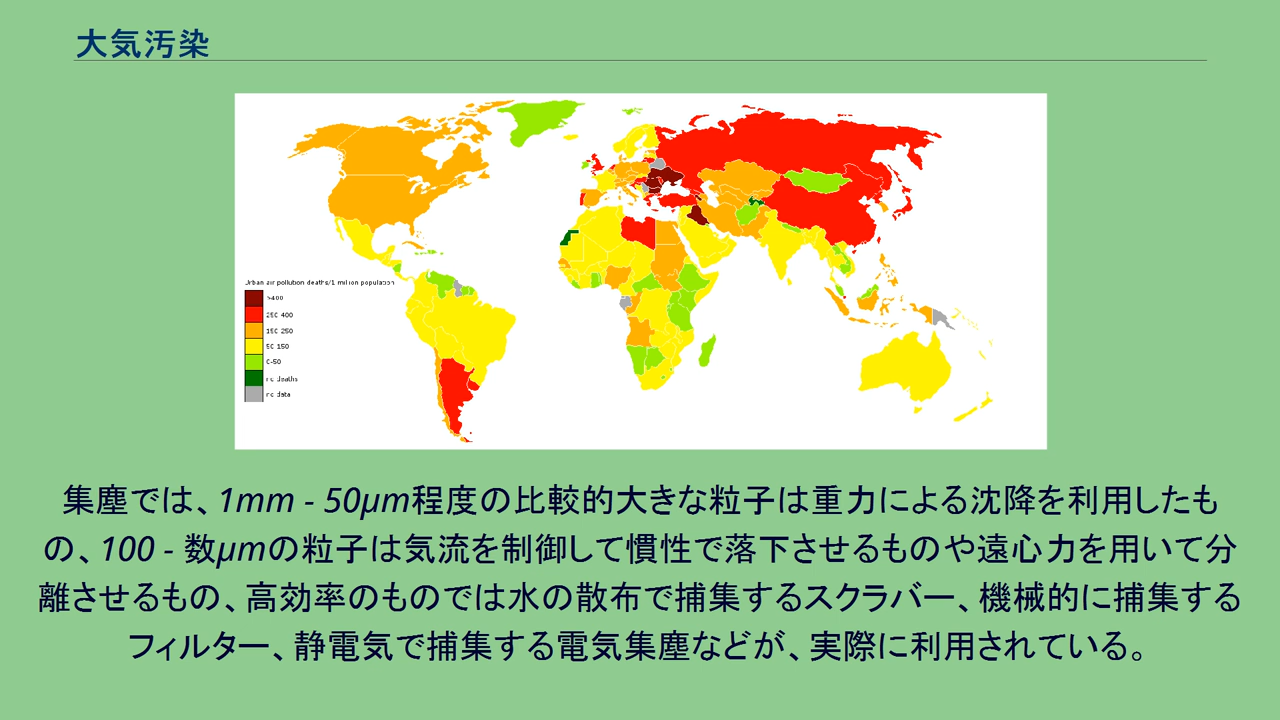 大気汚染
Urban air pollution deaths/1 million population
>400
250-400
150-250
50-150
0-50
no deaths
no data
集塵では、1mm - 50μm程度の比較的大きな粒子は重力による沈降を利用したも
の、100 - 数μmの粒子は気流を制御して慣性で落下させるものや遠心力を用いて分
離させるもの、高効率のものでは水の散布で捕集するスクラバー、機械的に捕集する
フィルター、静電気で捕集する電気集塵などが、実際に利用されている。